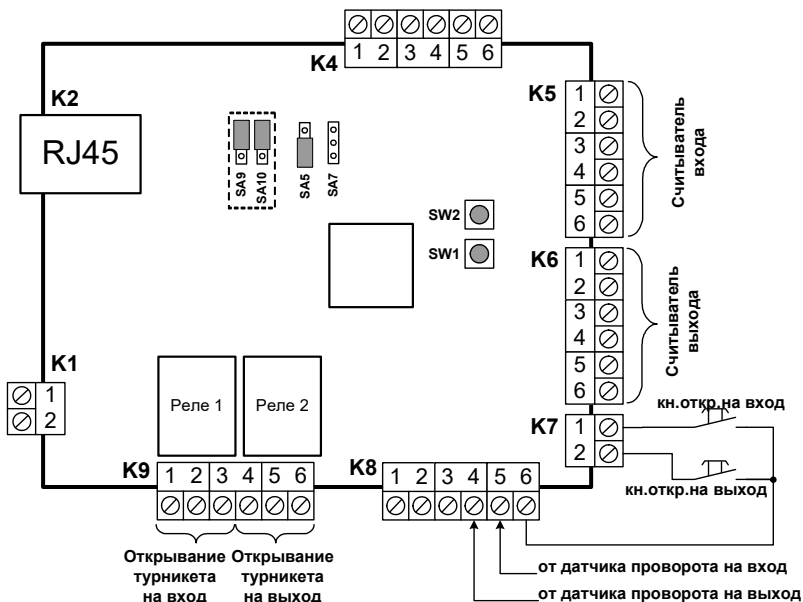 K4
1 2 3 4 5 6
K2
RJ45
SA9
SA10
SA5
SA7
SW2
SW1
K5
1
2
3
4
5
6
Считыватель
входа
K6
1
2
3
4
5
6
Считыватель
выхода
K1
1
2
Реле 1
Реле 2
K7
1
2
кн.откр.на вход
кн.откр.на выход
K9
1 2 3 4 5 6
K8
1 2 3 4 5 6
Открывание
турникета
на вход
Открывание
турникета
на выход
от датчика проворота на вход
от датчика проворота на выход